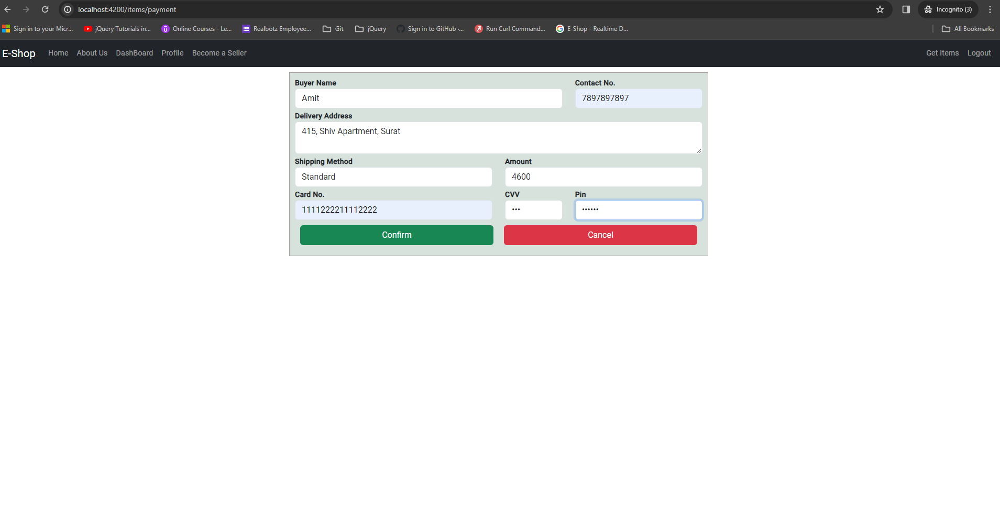 localhost:4200/items/payment
Incognito (3)
Sign in to your Micr... jQuery Tutorials in... Online Courses - Le... Realbotz Employee... Git jQuery Sign in to GitHub ·... Run Curl Command... E-Shop - Realtime D... All Bookmarks
E-Shop Home About Us DashBoard Profile Become a Seller Get Items Logout
Buyer Name Contact No.
Amit 7897897897
Delivery Address
415, Shiv Apartment, Surat
Shipping Method Amount
Standard 4600
Card No. CVV Pin
1111222211112222 ••• ••••••
Confirm Cancel